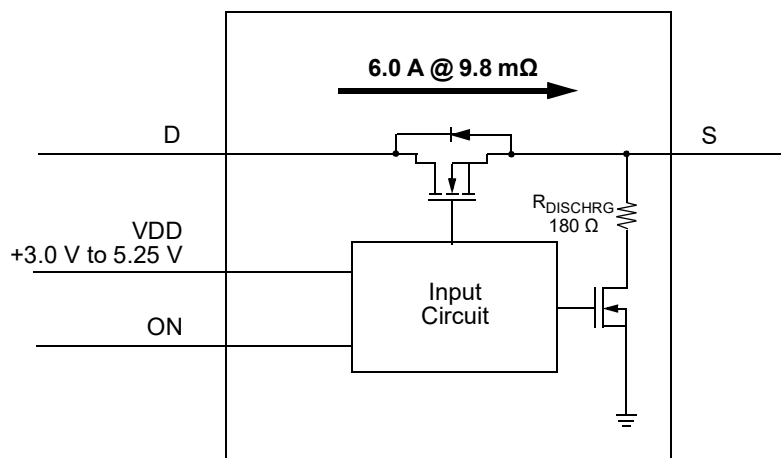 6.0 A @ 9.8 mΩ
D
S
RDISCHRG
180 Ω
VDD
+3.0 V to 5.25 V
Input
Circuit
ON